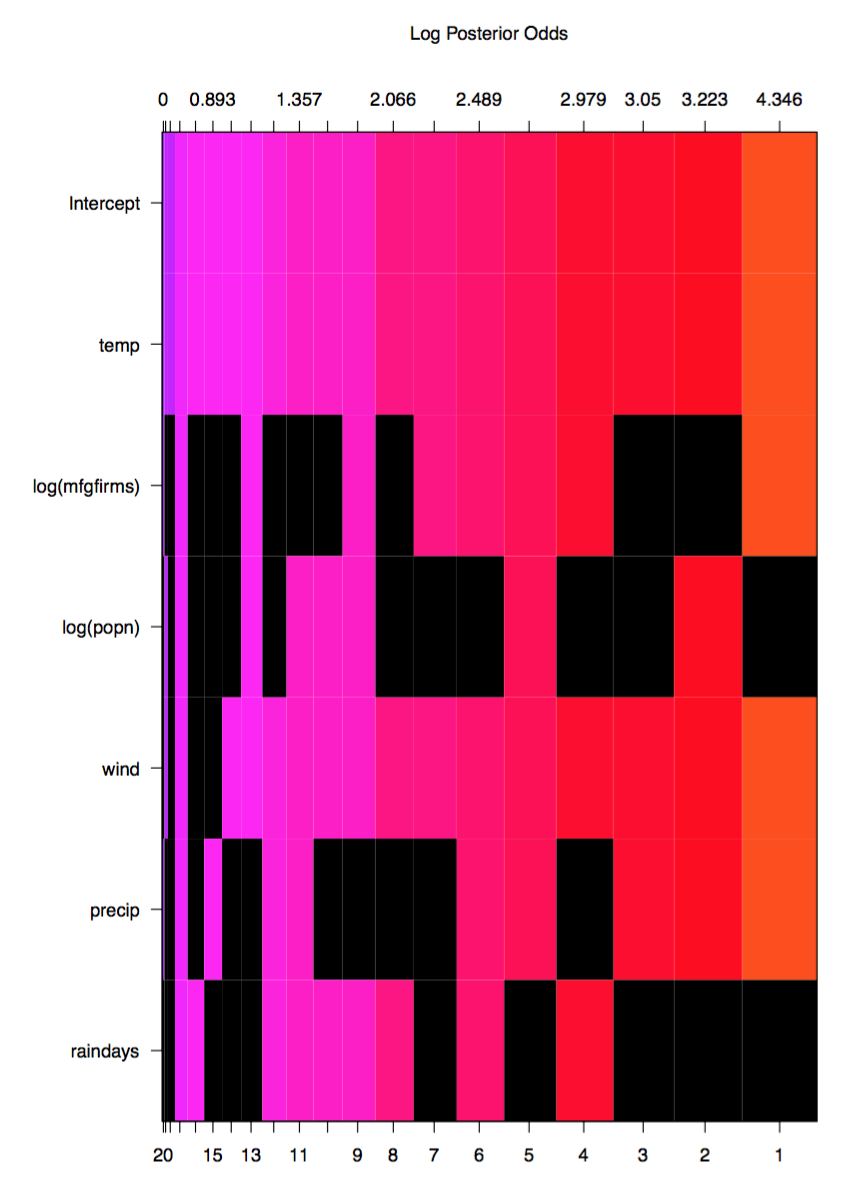 Log Posterior Odds
0 0.893 1.357 2.066 2.489 2.979 3.05 3.223 4.346
Intercept
temp
log(mfgfirms)
log(popn)
wind
precip
raindays
20 15 13 11 9 8 7 6 5 4 3 2 1